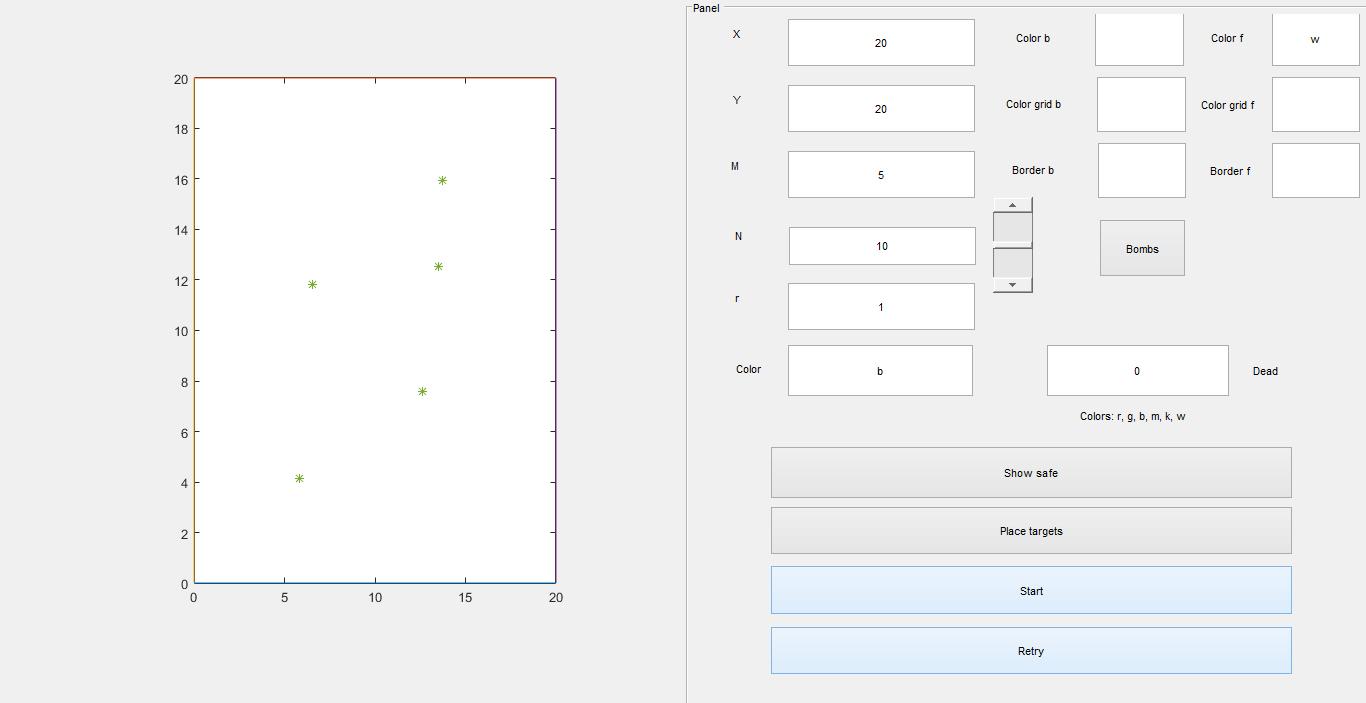 Panel
X 20 Color b Color f w
Y 20 Color grid b Color grid f
M 5 Border b Border f
N 10 Bombs
r 1
Color b 0 Dead
Colors: r, g, b, m, k, w
Show safe
Place targets
Start
Retry
20
18
16
14
12
10
8
6
4
2
0
0 5 10 15 20